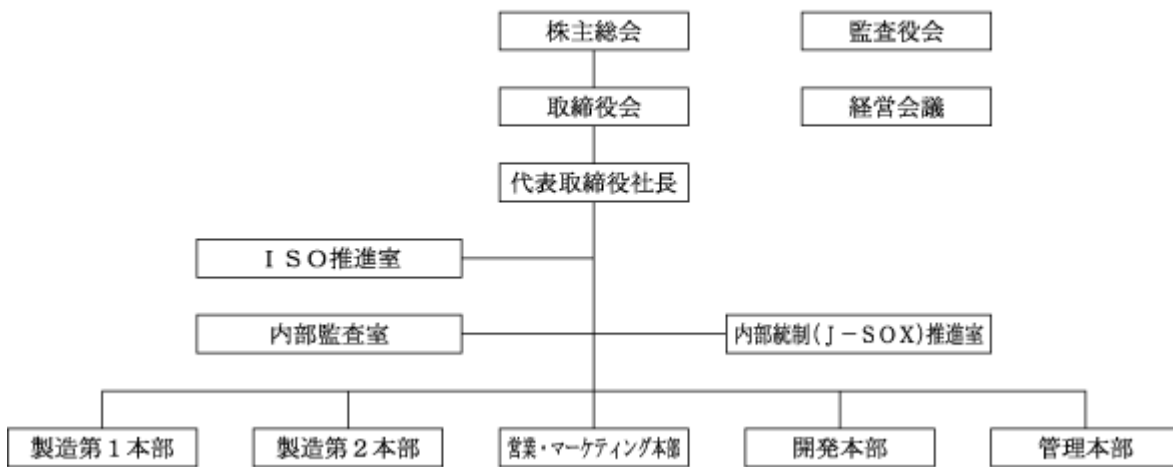 株主総会
監査役会
取締役会
経営会議
代表取締役社長
ＩＳＯ推進室
内部監査室
内部統制(Ｊ－ＳＯＸ)推進室
製造第１本部
製造第２本部
営業・マーケティング本部
開発本部
管理本部